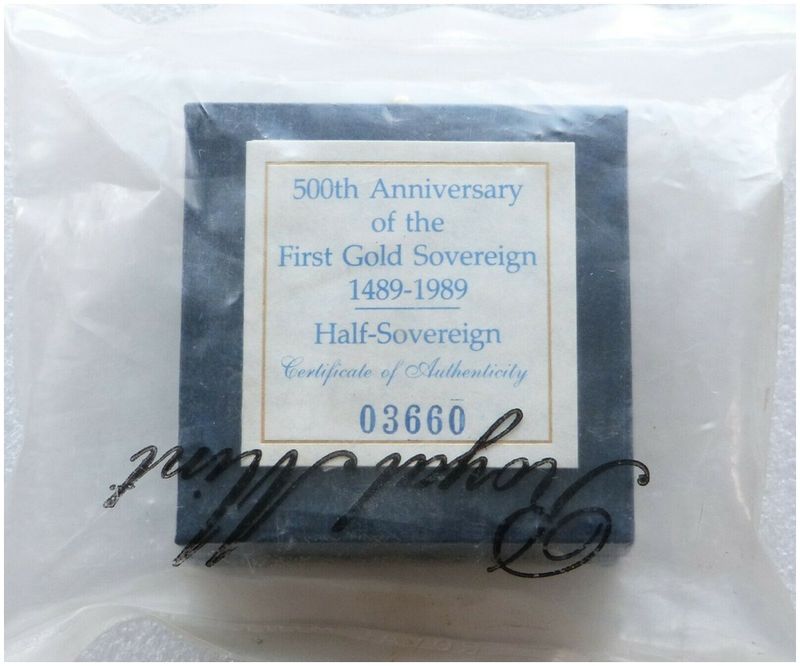 500th Anniversary
of the
First Gold Sovereign
1489-1989
Half-Sovereign
Certificate of Authenticity
03660
Royal Mint